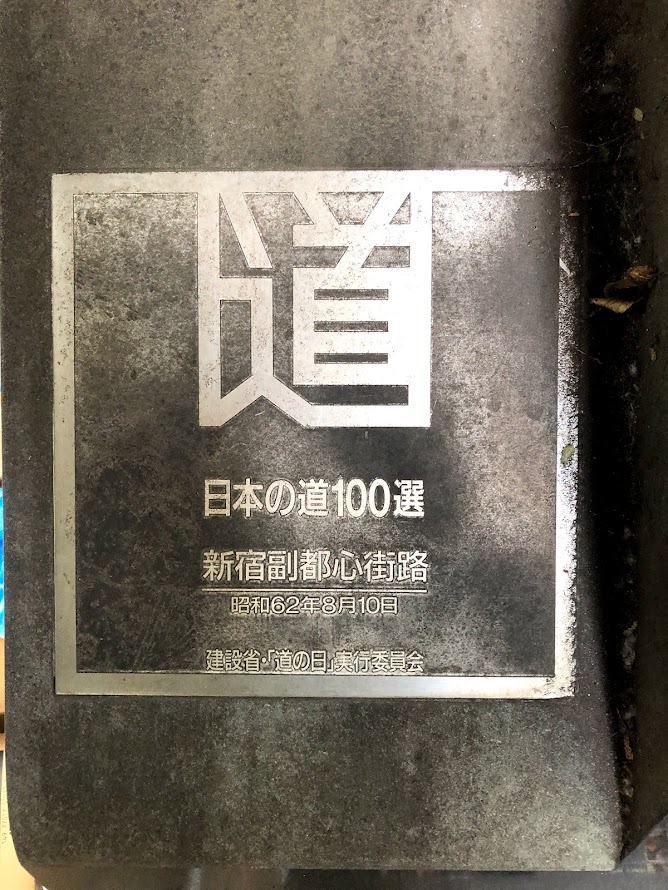 道
日本の道100選
新宿副都心街路
昭和62年8月10日
建設省・「道の日」実行委員会